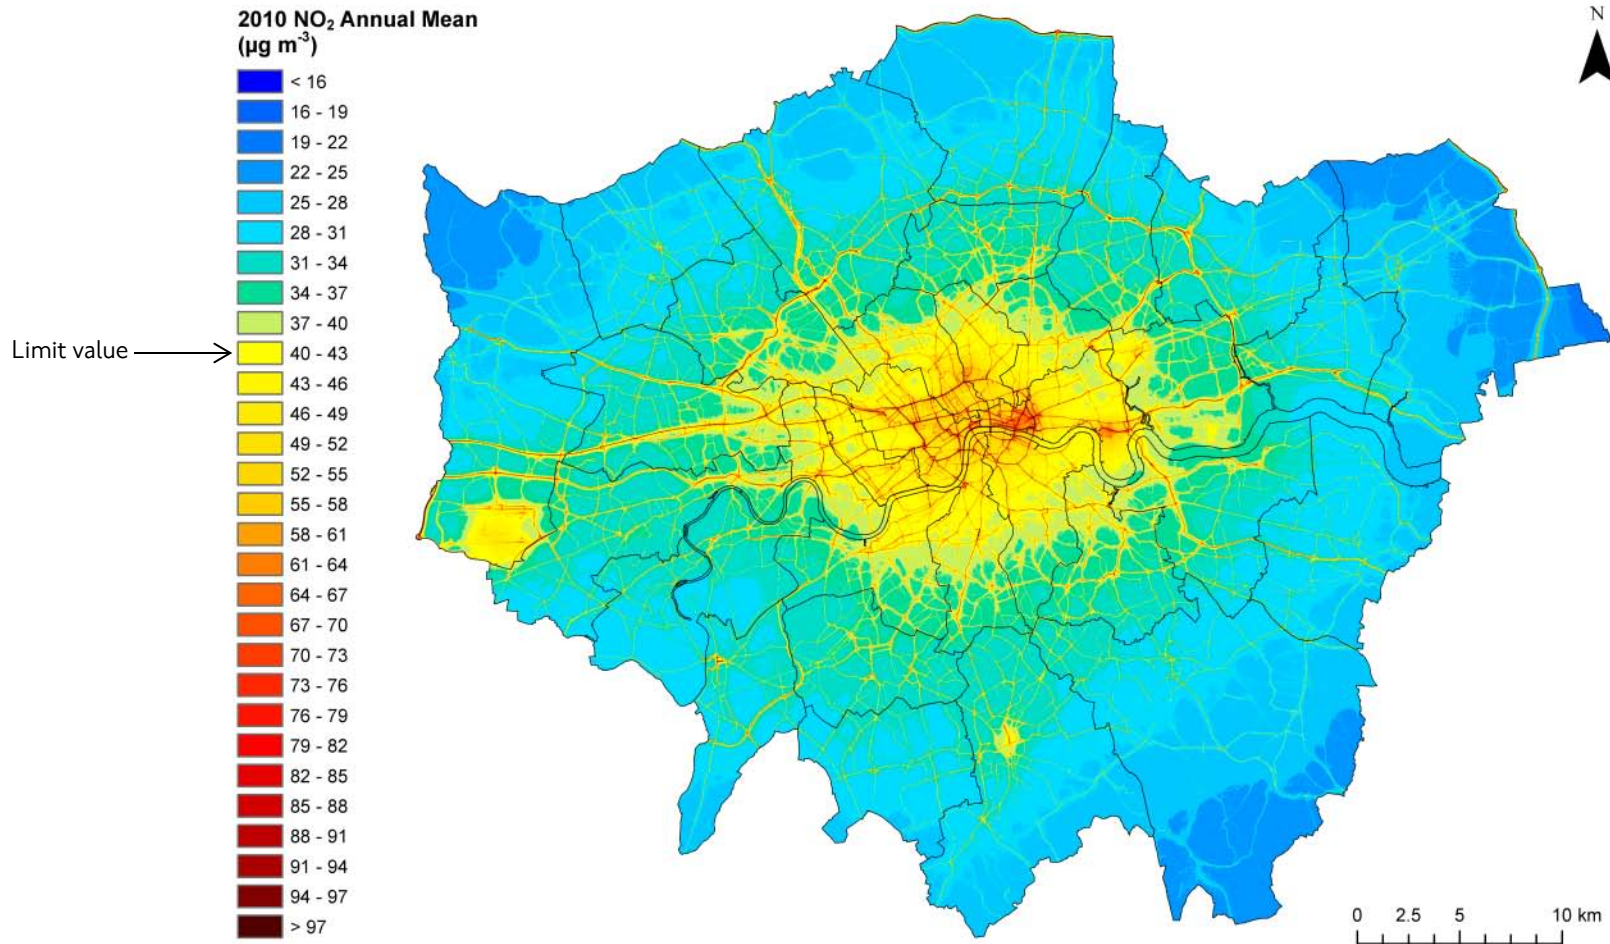 2010 NO₂ Annual Mean
(µg m⁻³)
< 16
16 - 19
19 - 22
22 - 25
25 - 28
28 - 31
31 - 34
34 - 37
37 - 40
Limit value
40 - 43
43 - 46
46 - 49
49 - 52
52 - 55
55 - 58
58 - 61
61 - 64
64 - 67
67 - 70
70 - 73
73 - 76
76 - 79
79 - 82
82 - 85
85 - 88
88 - 91
91 - 94
94 - 97
> 97
N
0 2.5 5 10 km